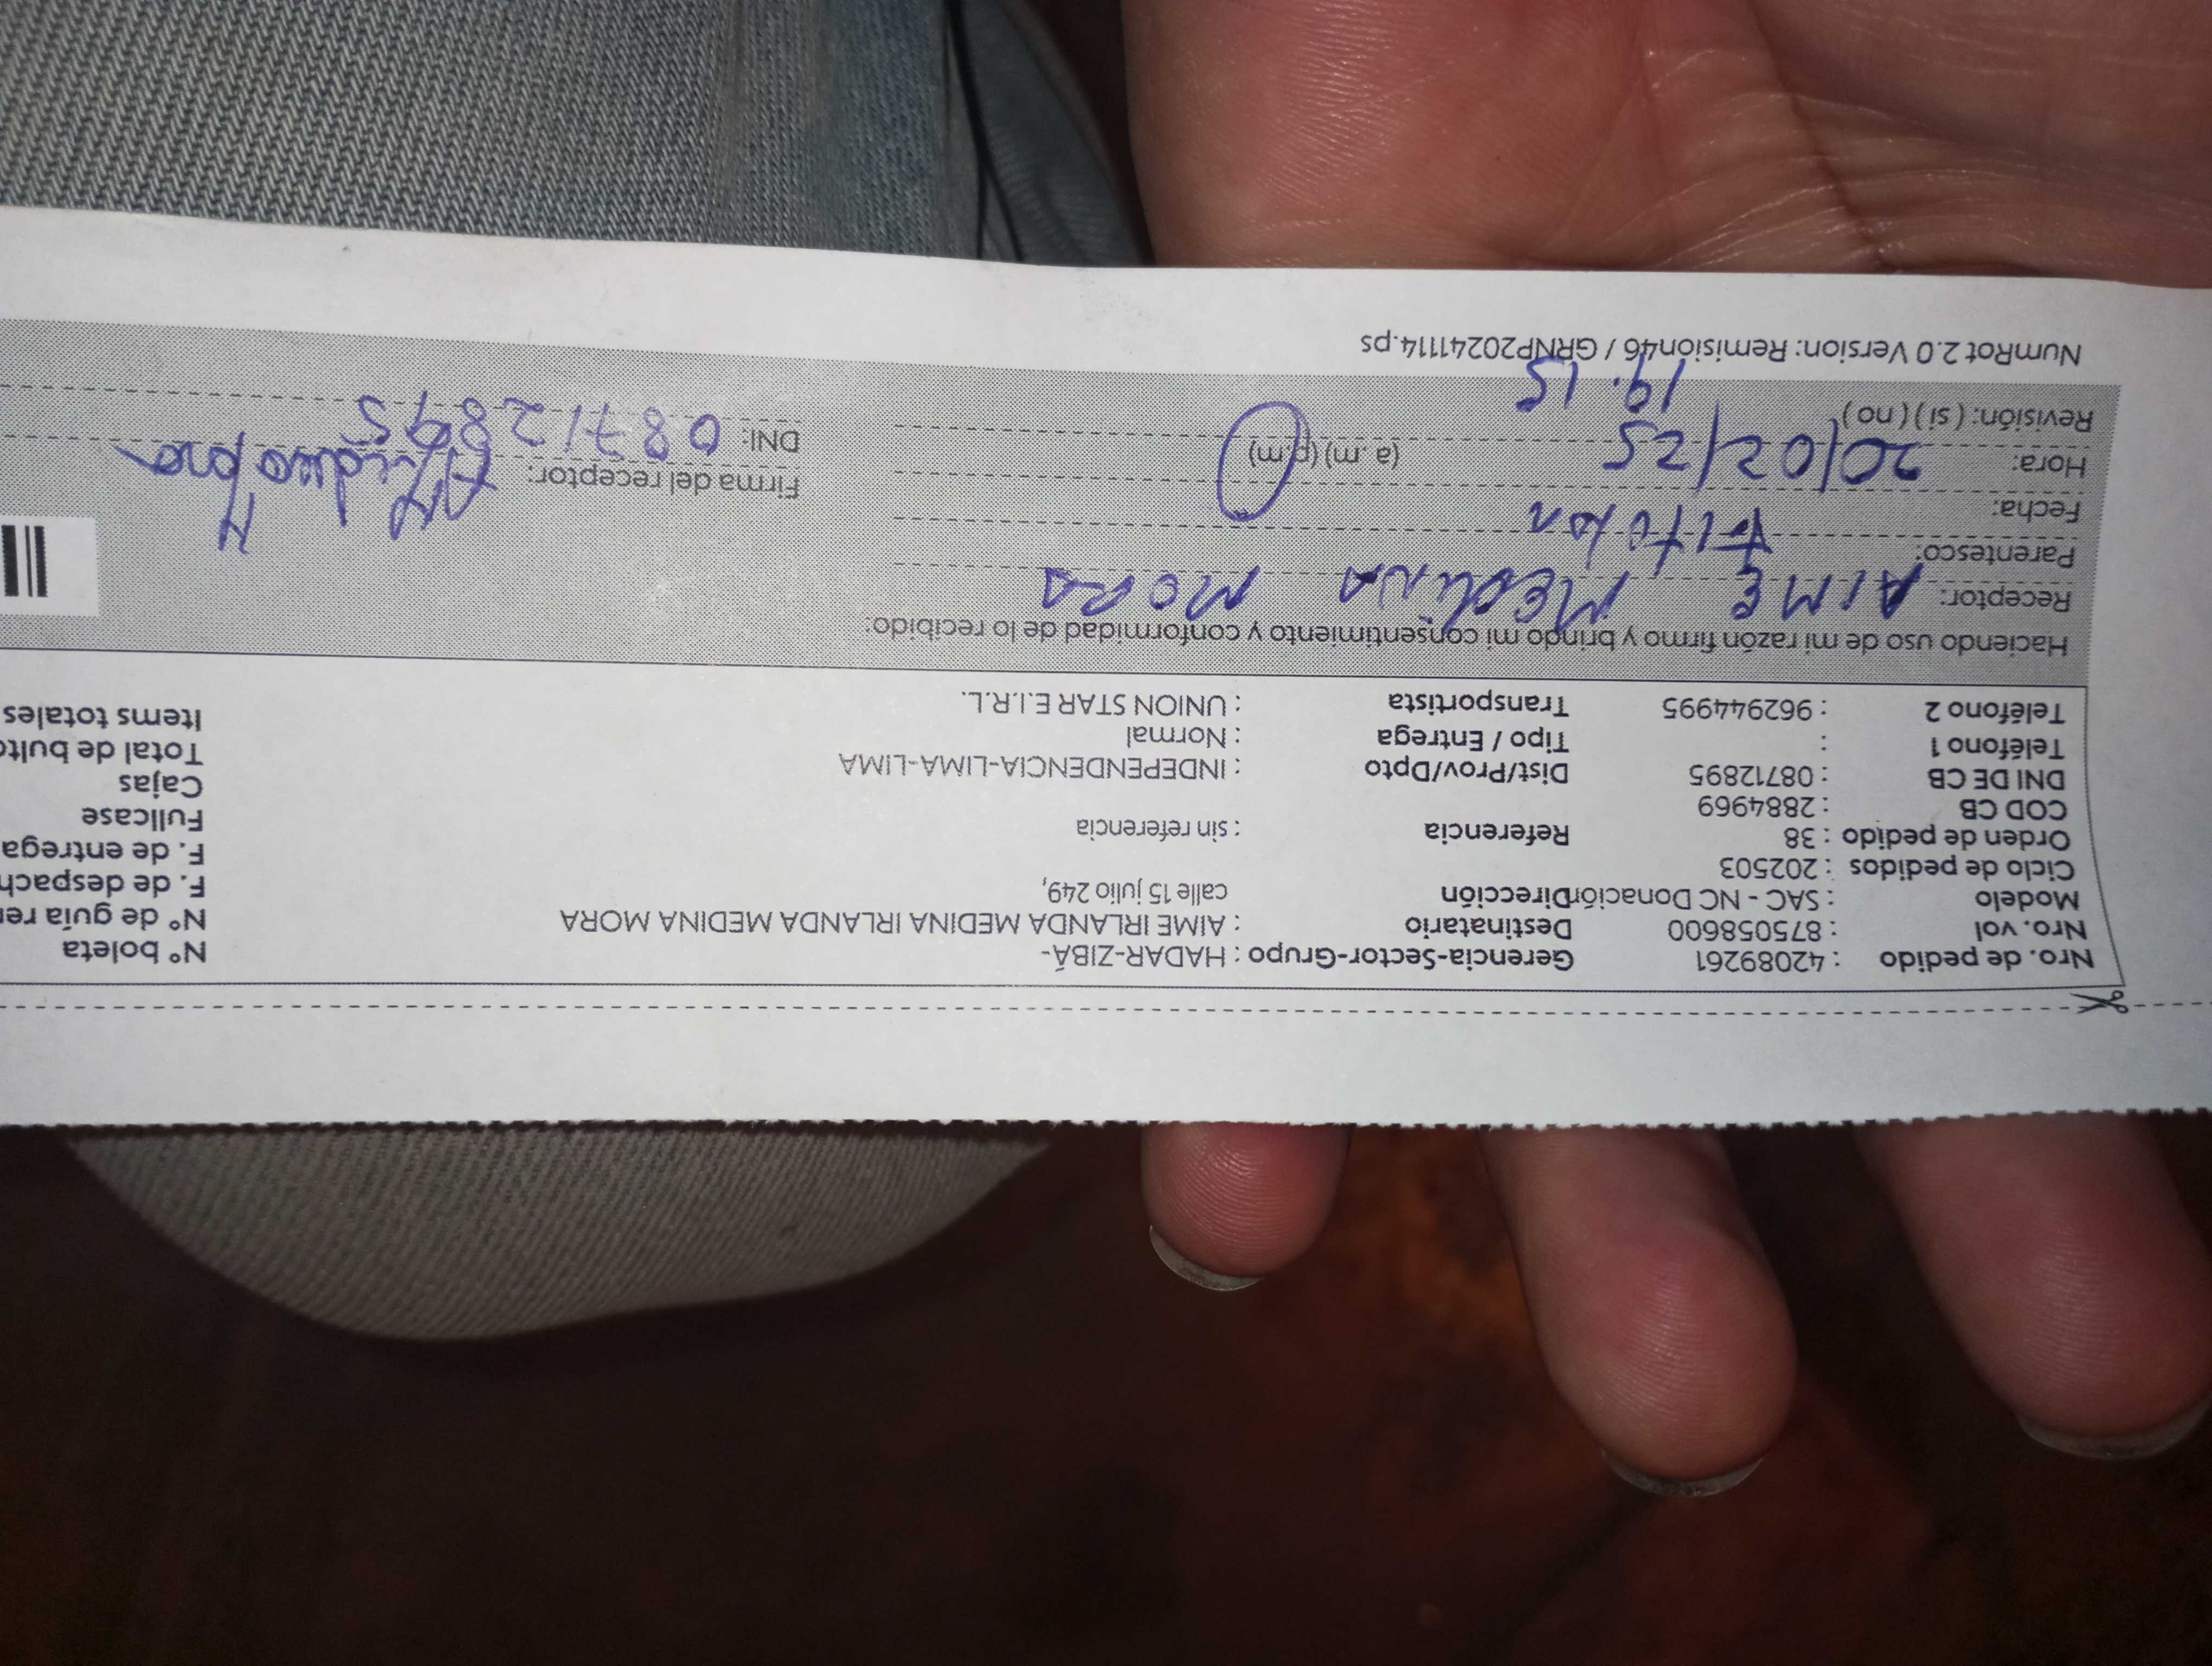 Nro. de pedido : 42089261 Gerencia-Sector-Grupo : HADAR-ZIBÁ- N° boleta
Nro. vol : 875058600 Destinatario : AIME IRLANDA MEDINA IRLANDA MEDINA MORA N° de guía rer
Modelo : SAC - NC Donación Dirección calle 15 julio 249, F. de despach
Ciclo de pedidos : 202503 F. de entrega
Orden de pedido : 38 Referencia : sin referencia Fullcase
COD CB : 2884969 Cajas
DNI DE CB : 08712895 Dist/Prov/Dpto : INDEPENDENCIA-LIMA-LIMA Total de bulto
Teléfono 1 : Tipo / Entrega : Normal Items totales
Teléfono 2 : 962944995 Transportista : UNION STAR E.I.R.L.
Haciendo uso de mi razón firmo y brindo mi consentimiento y conformidad de lo recibido:
Receptor: AIME MEDINA MORA
Parentesco: Titular
Fecha: 20/02/25
Hora: 19:15 (a.m) (p.m) Firma del receptor:
Revisión: (si) (no) DNI: 08712895
NumRot 2.0 Version: Remision46 / GRNP20241114.ps